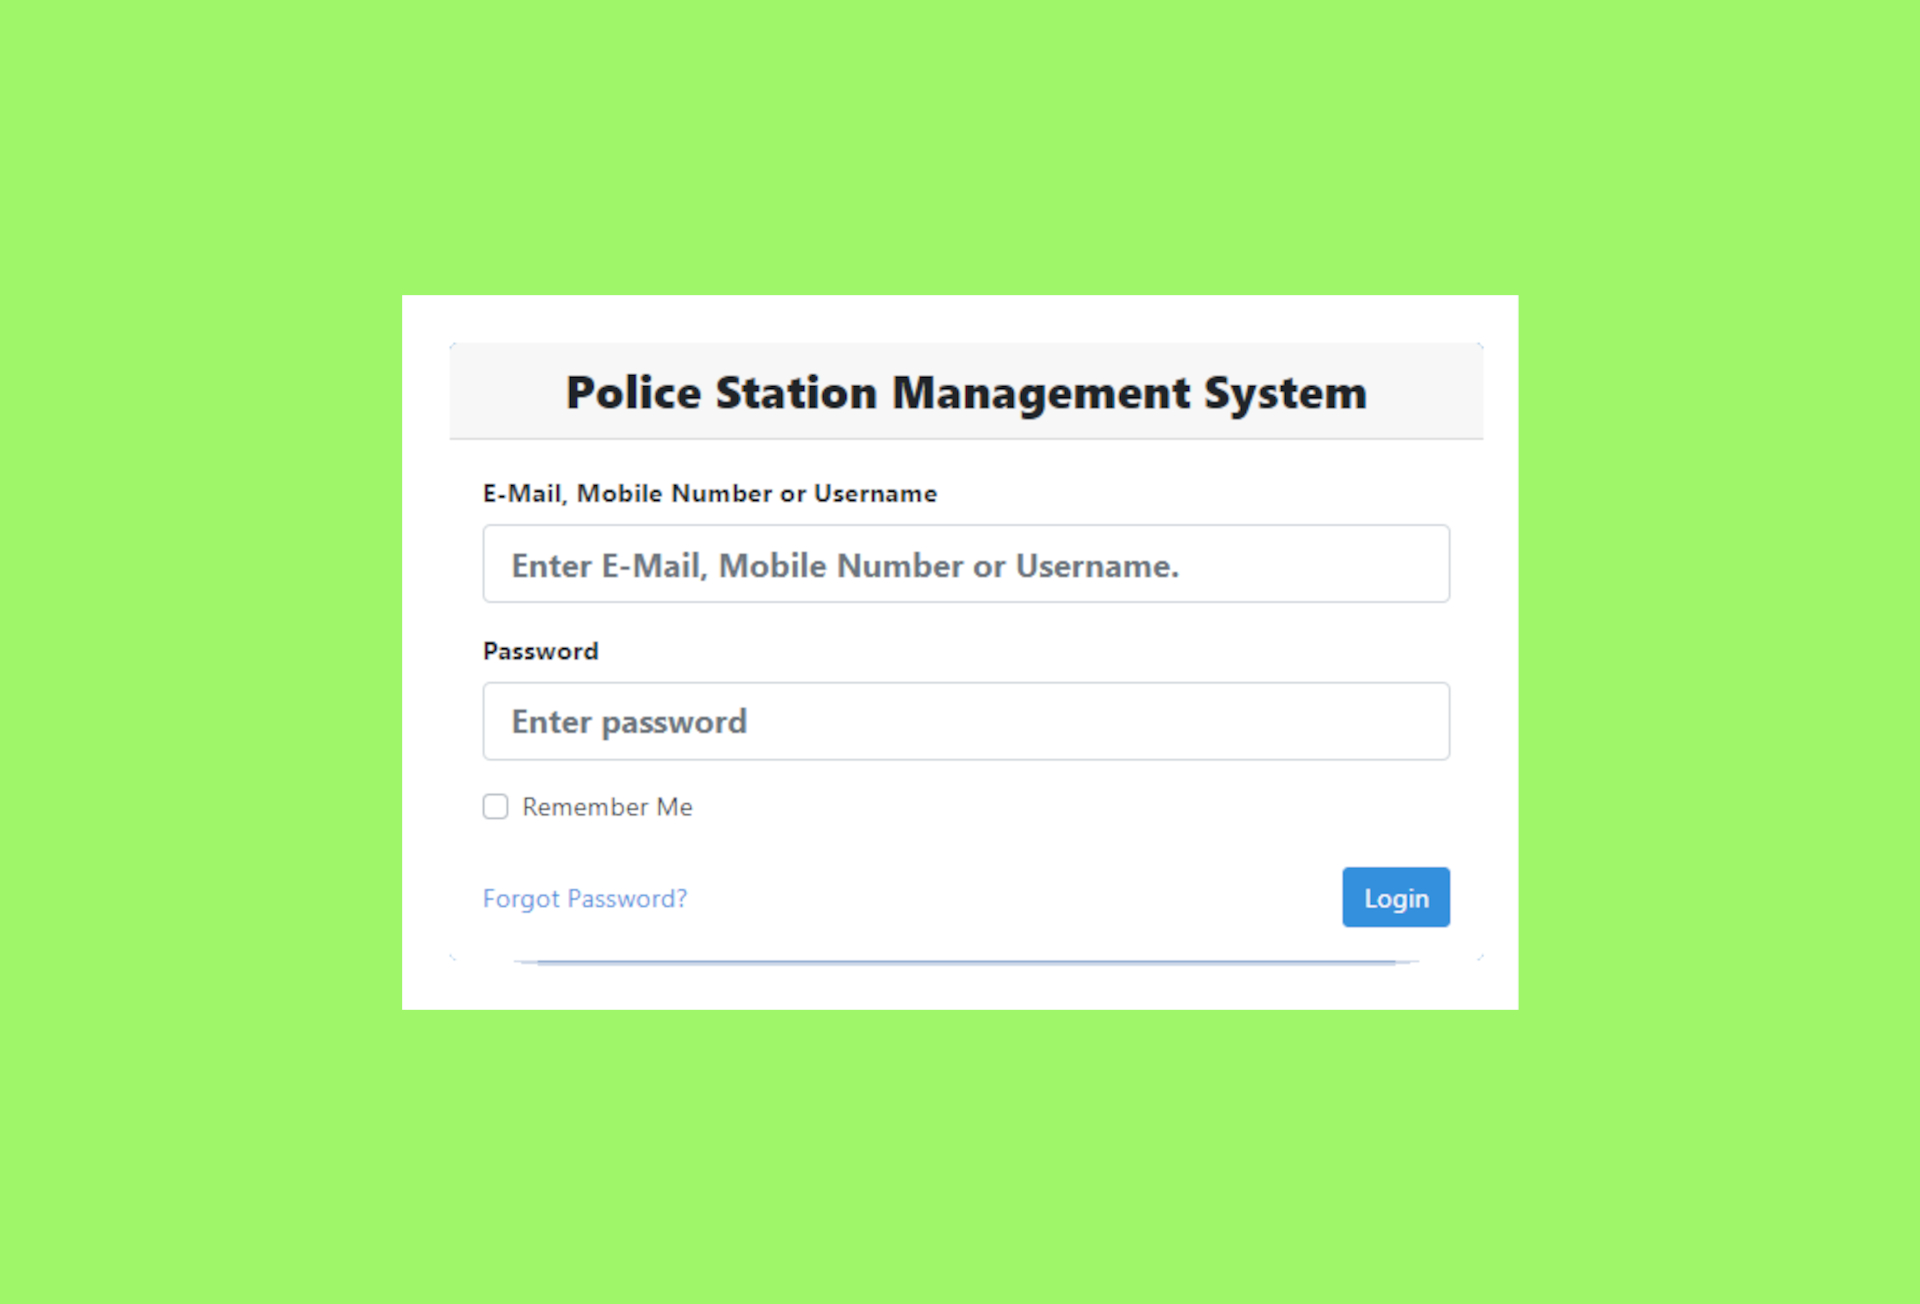 Police Station Management System
E-Mail, Mobile Number or Username
Enter E-Mail, Mobile Number or Username.
Password
Enter password
Remember Me
Forgot Password?
Login